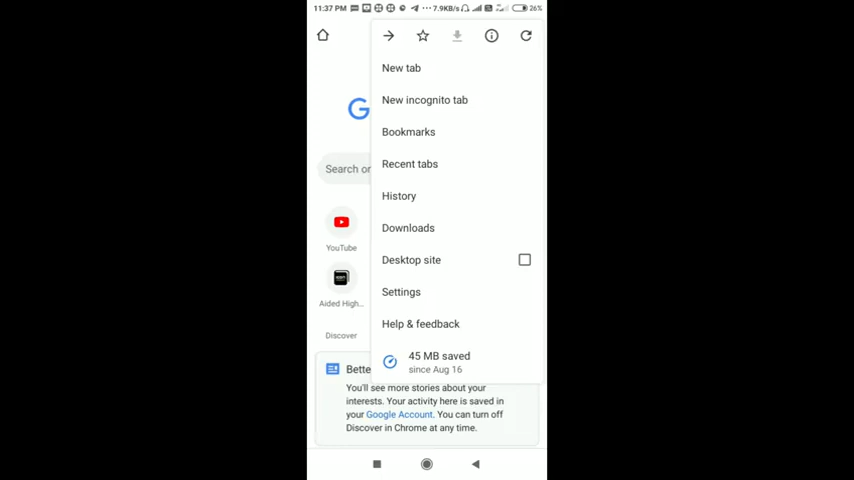 11:37 PM ... 7.9KB/s 26%
New tab
New incognito tab
Bookmarks
Recent tabs
History
Downloads
Desktop site
Settings
Help & feedback
45 MB saved
since Aug 16
G
Search or
YouTube
Aided High...
Discover
Bette
You'll see more stories about your
interests. Your activity here is saved in
your Google Account. You can turn off
Discover in Chrome at any time.